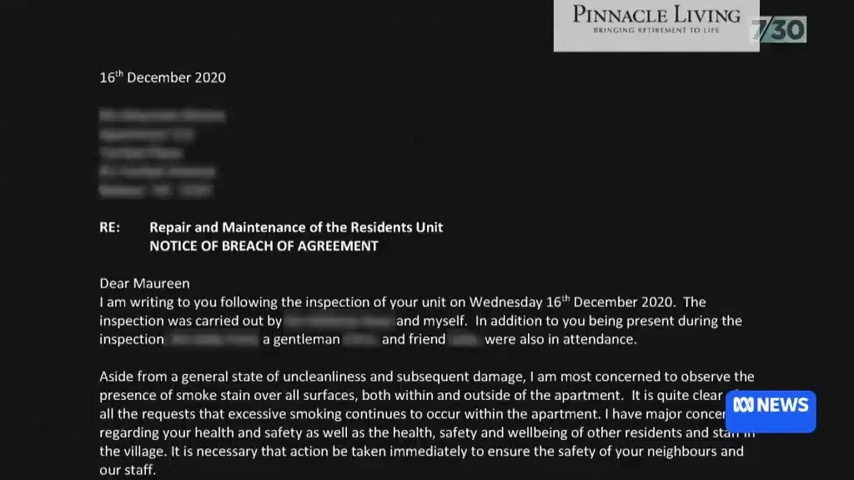 PINNACLE LIVING
BRINGING RETIREMENT TO LIFE
7/30
16th December 2020
RE: Repair and Maintenance of the Residents Unit
NOTICE OF BREACH OF AGREEMENT
Dear Maureen
I am writing to you following the inspection of your unit on Wednesday 16th December 2020. The
inspection was carried out by and myself. In addition to you being present during the
inspection a gentleman and friend were also in attendance.
Aside from a general state of uncleanliness and subsequent damage, I am most concerned to observe the
presence of smoke stain over all surfaces, both within and outside of the apartment. It is quite clear
all the requests that excessive smoking continues to occur within the apartment. I have major
regarding your health and safety as well as the health, safety and wellbeing of other residents and staff in
the village. It is necessary that action be taken immediately to ensure the safety of your neighbours and
our staff.
NEWS